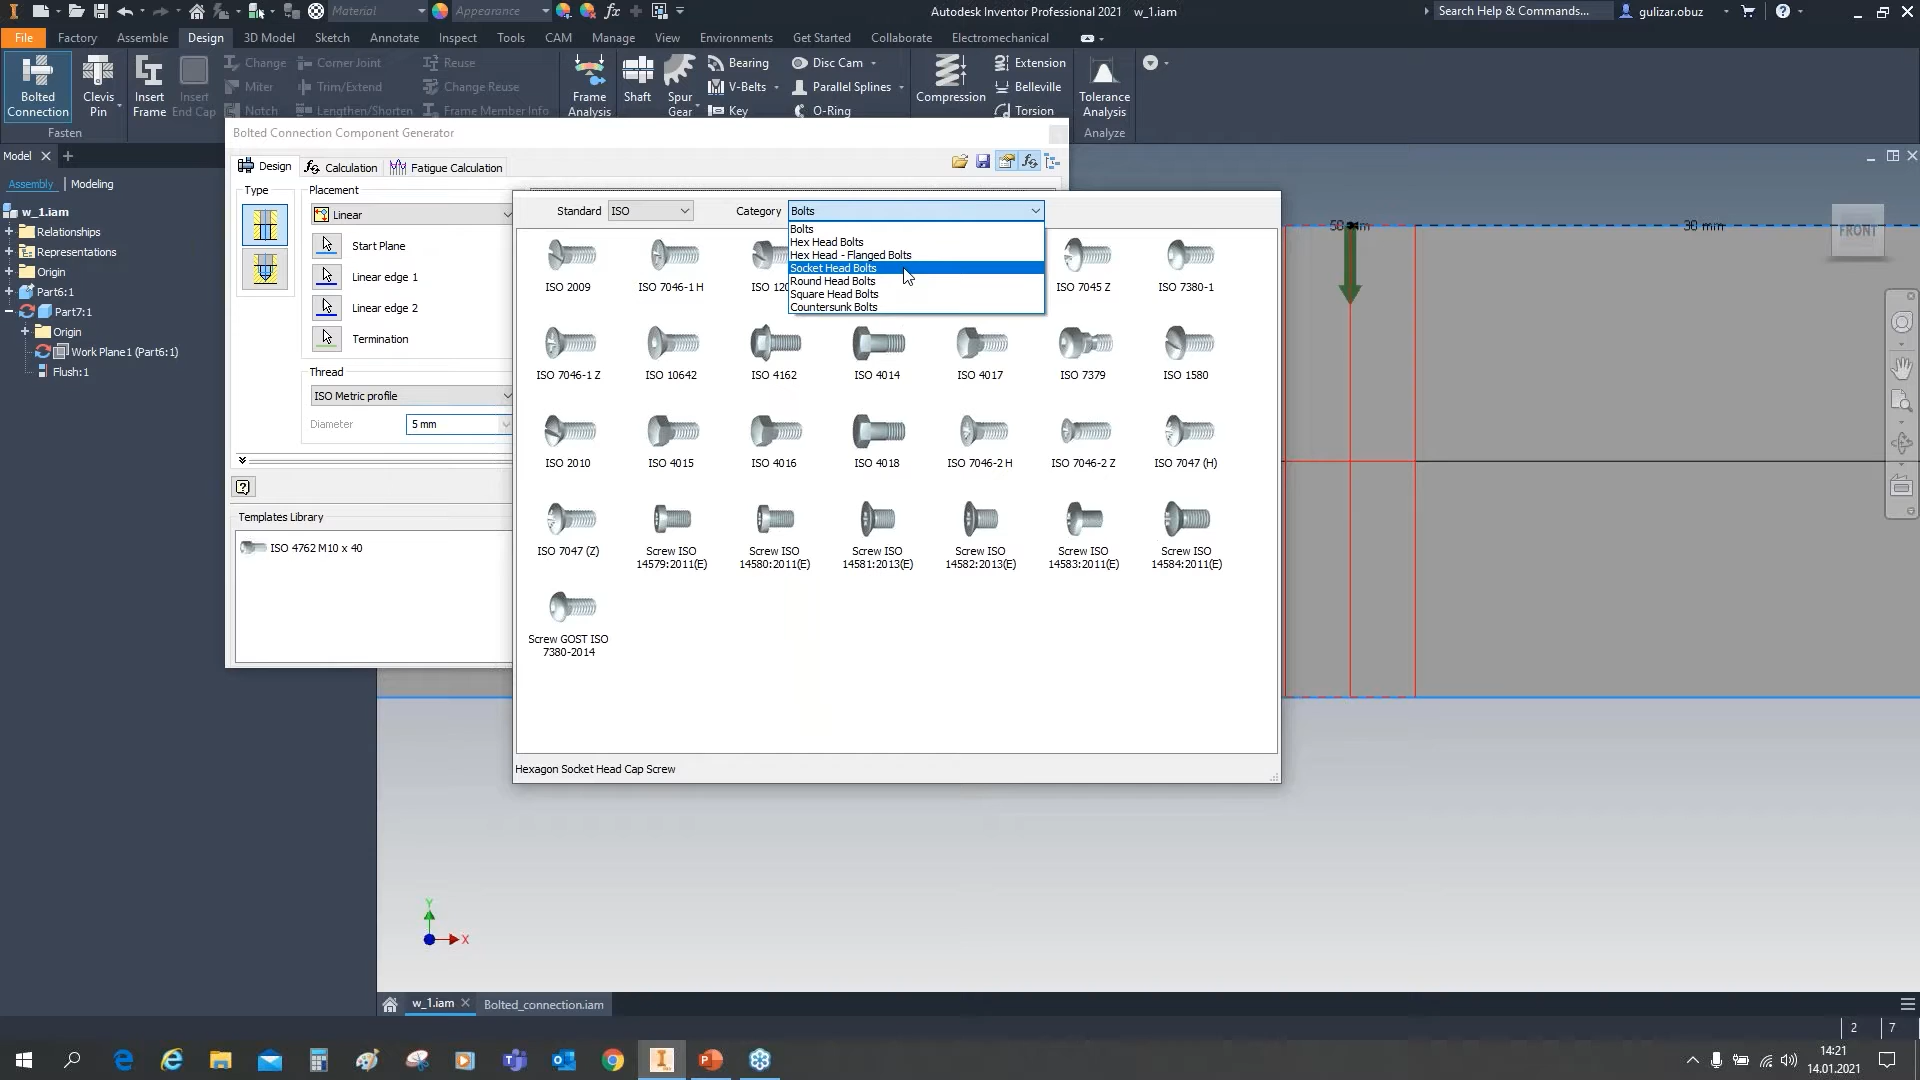 Material
Appearance
Autodesk Inventor Professional 2021 w_1.iam
Search Help & Commands...
gulizar.obuz
File
Factory
Assemble
Design
3D Model
Sketch
Annotate
Inspect
Tools
CAM
Manage
View
Environments
Get Started
Collaborate
Electromechanical
Bolted
Connection
Clevis
Pin
Insert
Frame
Insert
End Cap
Change
Miter
Notch
Corner Joint
Trim/Extend
Lengthen/Shorten
Reuse
Change Reuse
Frame Member Info
Frame
Analysis
Shaft
Spur
Gear
Bearing
V-Belts
Key
Disc Cam
Parallel Splines
O-Ring
Compression
Extension
Belleville
Torsion
Tolerance
Analysis
Fasten
Analyze
Model
Assembly
Modeling
w_1.iam
Relationships
Representations
Origin
Part6:1
Part7:1
Origin
Work Plane1 (Part6:1)
Flush:1
Bolted Connection Component Generator
Design
Calculation
Fatigue Calculation
Type
Placement
Linear
Start Plane
Linear edge 1
Linear edge 2
Termination
Thread
ISO Metric profile
Diameter
5 mm
Templates Library
ISO 4762 M10 x 40
Standard
ISO
Category
Bolts
Bolts
Hex Head Bolts
Hex Head - Flanged Bolts
Socket Head Bolts
Round Head Bolts
Square Head Bolts
Countersunk Bolts
ISO 2009
ISO 7046-1 H
ISO 7045 Z
ISO 7380-1
ISO 7046-1 Z
ISO 10642
ISO 4162
ISO 4014
ISO 4017
ISO 7379
ISO 1580
ISO 2010
ISO 4015
ISO 4016
ISO 4018
ISO 7046-2 H
ISO 7046-2 Z
ISO 7047 (H)
ISO 7047 (Z)
Screw ISO
14579:2011(E)
Screw ISO
14580:2011(E)
Screw ISO
14581:2013(E)
Screw ISO
14582:2013(E)
Screw ISO
14583:2011(E)
Screw ISO
14584:2011(E)
Screw GOST ISO
7380-2014
Hexagon Socket Head Cap Screw
FRONT
Y
X
w_1.iam
Bolted_connection.iam
2
7
14:21
14.01.2021